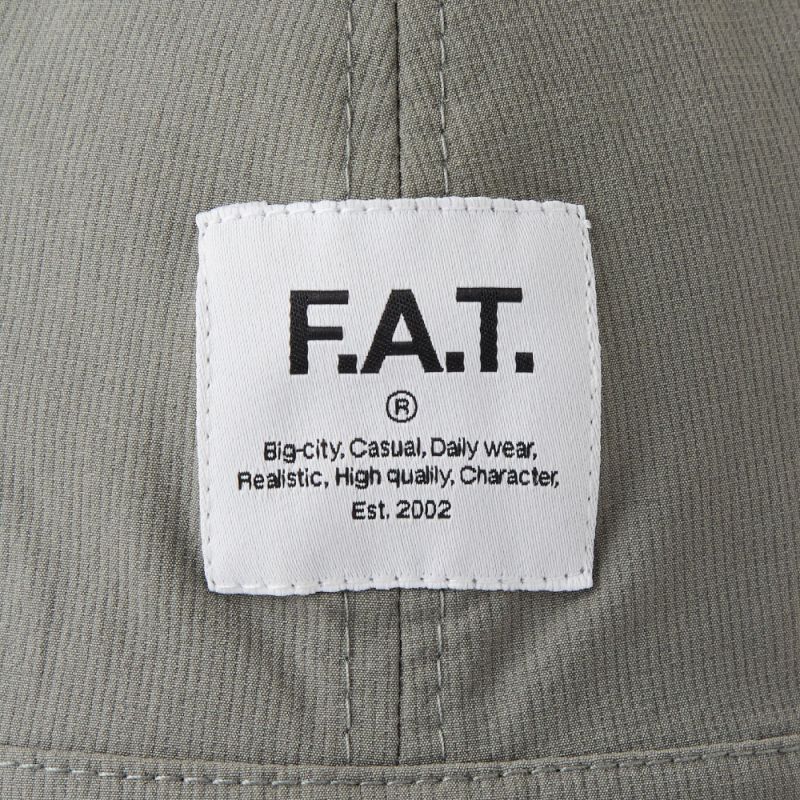 F.A.T.
®
Big-city, Casual, Daily wear,
Realistic, High quality, Character,
Est. 2002